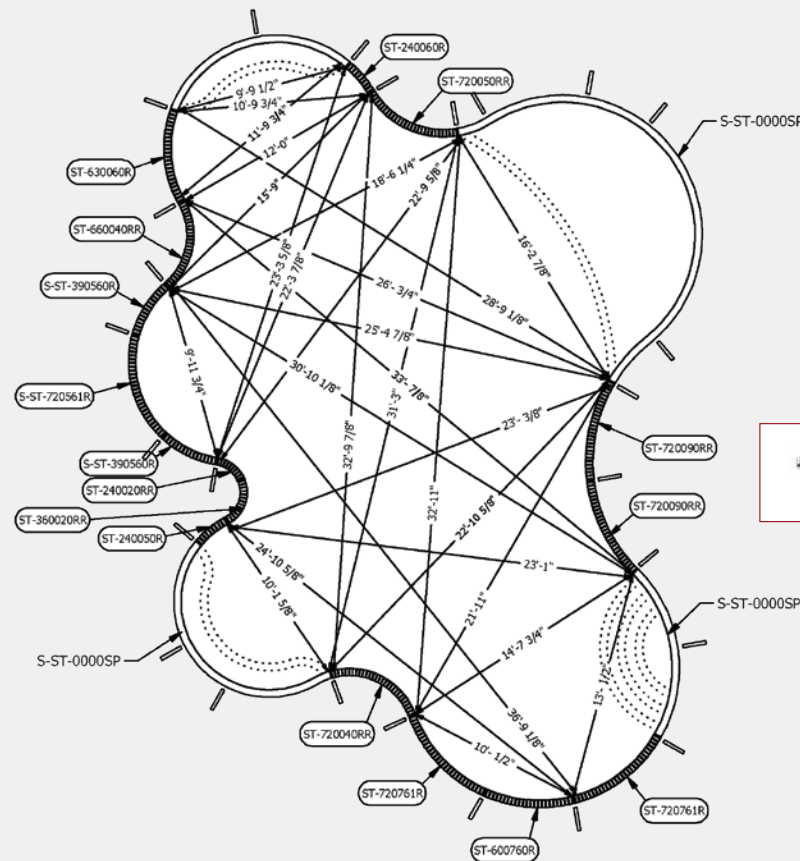 ST-240060R
ST-720050RR
S-ST-0000SP
9'-9 1/2"
10'-9 3/4"
11'-9 3/4"
12'-0"
15'-9"
18'-6 1/4"
22'-9 5/8"
ST-630060R
ST-660040RR
S-ST-390560R
16'-2 7/8"
23'-3 5/8"
22'-3 7/8"
26'- 3/4"
28'-9 1/8"
25'-4 7/8"
9'-11 3/4"
30'-10 1/8"
33'- 7/8"
31'-3"
S-ST-720561R
23'- 3/8"
ST-720090RR
32'-9 7/8"
S-ST-390560R
ST-240020RR
32'-11"
22'-10 5/8"
ST-720090RR
ST-360020RR
ST-240050R
24'-10 5/8"
23'-1"
10'-1 5/8"
21'-11"
S-ST-0000SP
14'-7 3/4"
S-ST-0000SP
13'- 1/2"
36'-9 1/8"
ST-720040RR
10'- 1/2"
ST-720761R
ST-720761R
ST-600760R